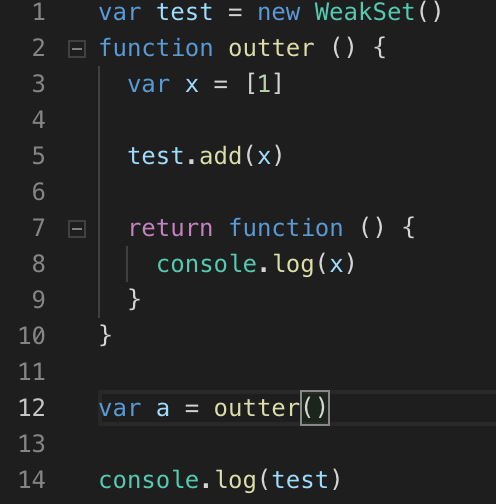 1 var test = new WeakSet()
2 function outter () {
3 var x = [1]
4
5 test.add(x)
6
7 return function () {
8 console.log(x)
9 }
10 }
11
12 var a = outter()
13
14 console.log(test)